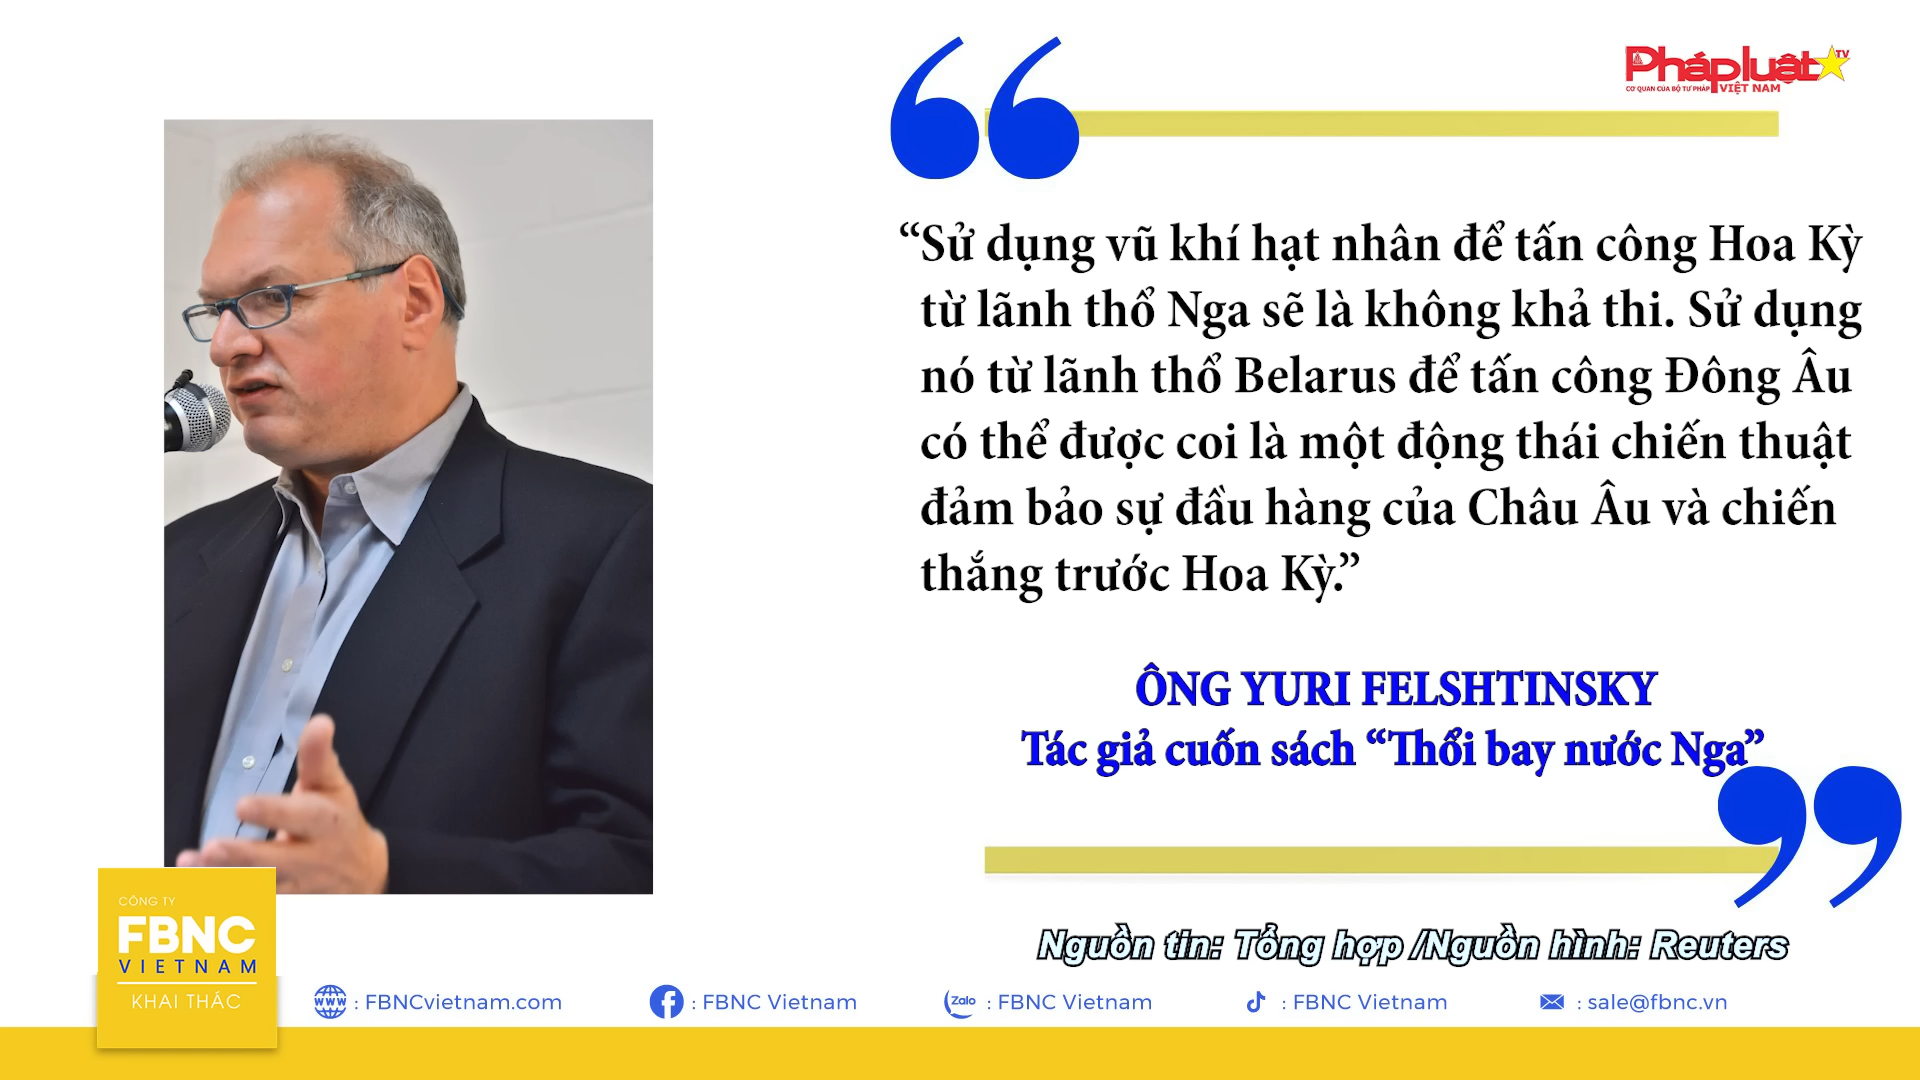 Phápluật TV
CƠ QUAN CỦA BỘ TƯ PHÁP VIỆT NAM
“Sử dụng vũ khí hạt nhân để tấn công Hoa Kỳ
từ lãnh thổ Nga sẽ là không khả thi. Sử dụng
nó từ lãnh thổ Belarus để tấn công Đông Âu
có thể được coi là một động thái chiến thuật
đảm bảo sự đầu hàng của Châu Âu và chiến
thắng trước Hoa Kỳ.”
ÔNG YURI FELSHTINSKY
Tác giả cuốn sách “Thổi bay nước Nga”
Nguồn tin: Tổng hợp /Nguồn hình: Reuters
CÔNG TY
FBNC
VIETNAM
KHAI THÁC
www : FBNCvietnam.com
: FBNC Vietnam
Zalo : FBNC Vietnam
: FBNC Vietnam
: sale@fbnc.vn